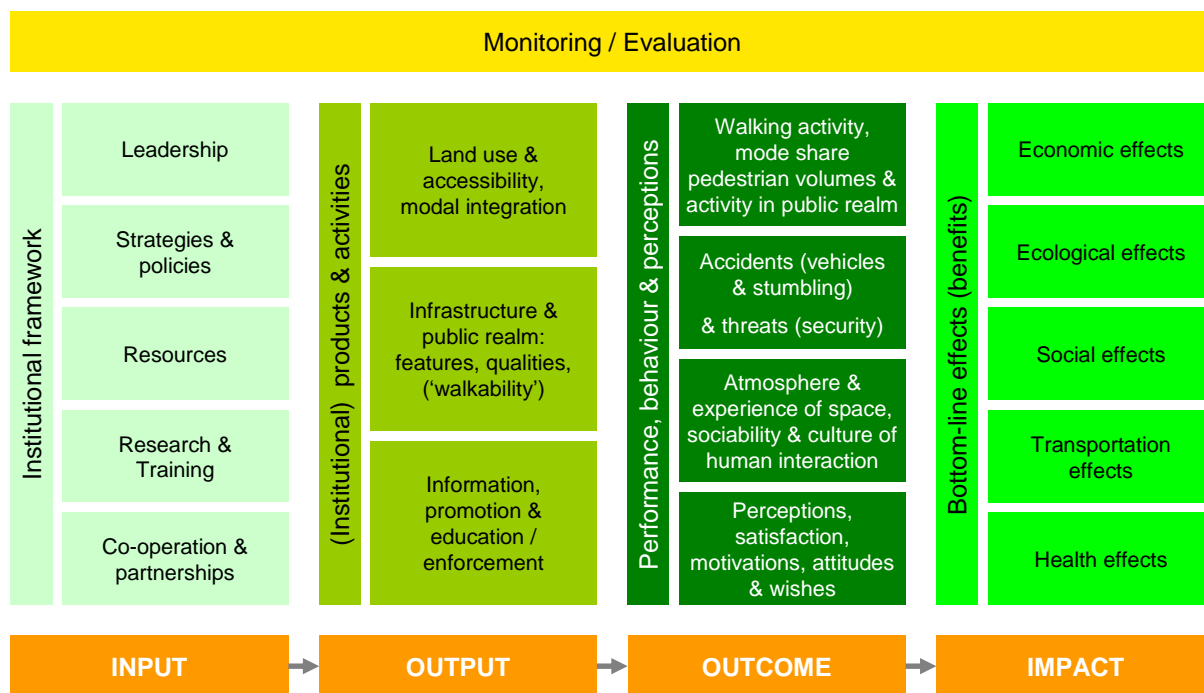 Monitoring / Evaluation
Institutional framework
Leadership
Strategies &
policies
Resources
Research &
Training
Co-operation &
partnerships
(Institutional) products & activities
Land use &
accessibility,
modal integration
Infrastructure &
public realm:
features, qualities,
(‘walkability’)
Information,
promotion &
education /
enforcement
Performance, behaviour & perceptions
Walking activity,
mode share
pedestrian volumes &
activity in public realm
Accidents (vehicles
& stumbling)
& threats (security)
Atmosphere &
experience of space,
sociability & culture of
human interaction
Perceptions,
satisfaction,
motivations, attitudes
& wishes
Bottom-line effects (benefits)
Economic effects
Ecological effects
Social effects
Transportation
effects
Health effects
INPUT
OUTPUT
OUTCOME
IMPACT